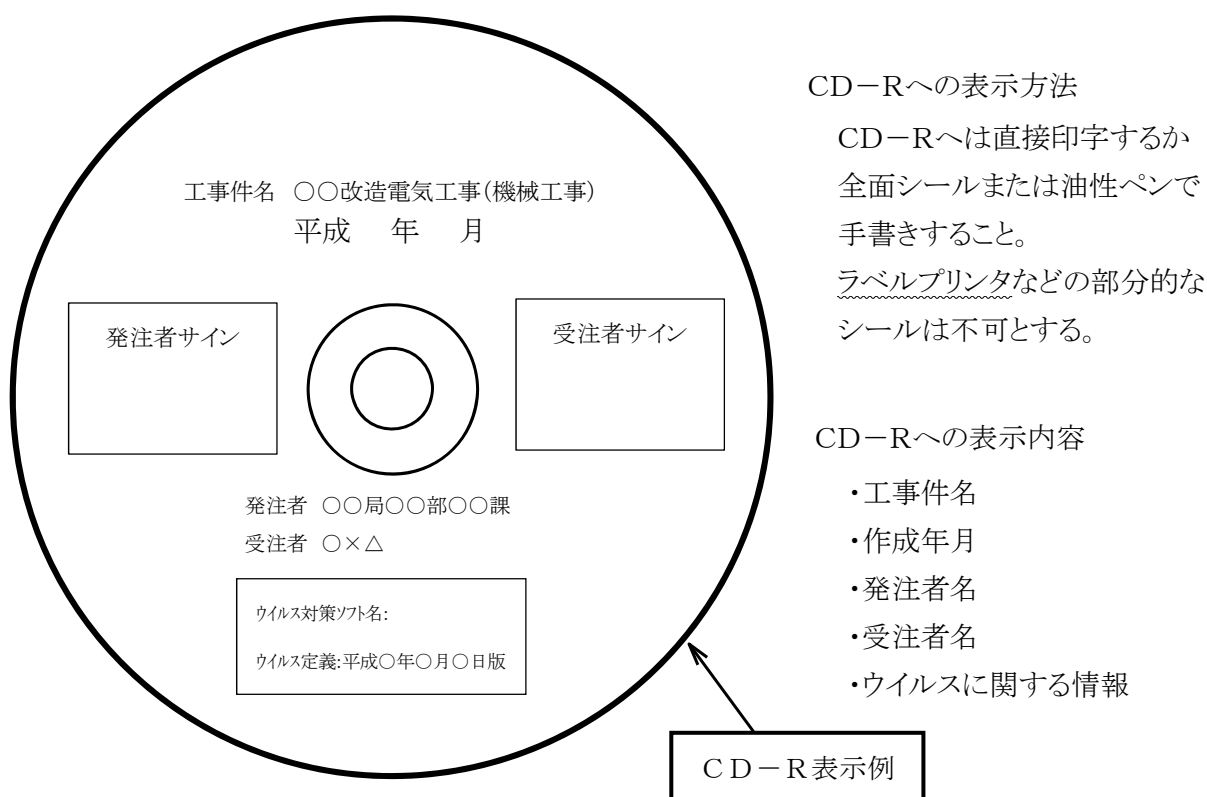 工事件名 ○○改造電気工事(機械工事)
平成 年 月
発注者サイン
受注者サイン
発注者 ○○局○○部○○課
受注者 ○×△
ウイルス対策ソフト名:
ウイルス定義:平成○年○月○日版
CD-R表示例
CD-Rへの表示方法
CD-Rへは直接印字するか
全面シールまたは油性ペンで
手書きすること。
ラベルプリンタなどの部分的な
シールは不可とする。
CD-Rへの表示内容
・工事件名
・作成年月
・発注者名
・受注者名
・ウイルスに関する情報